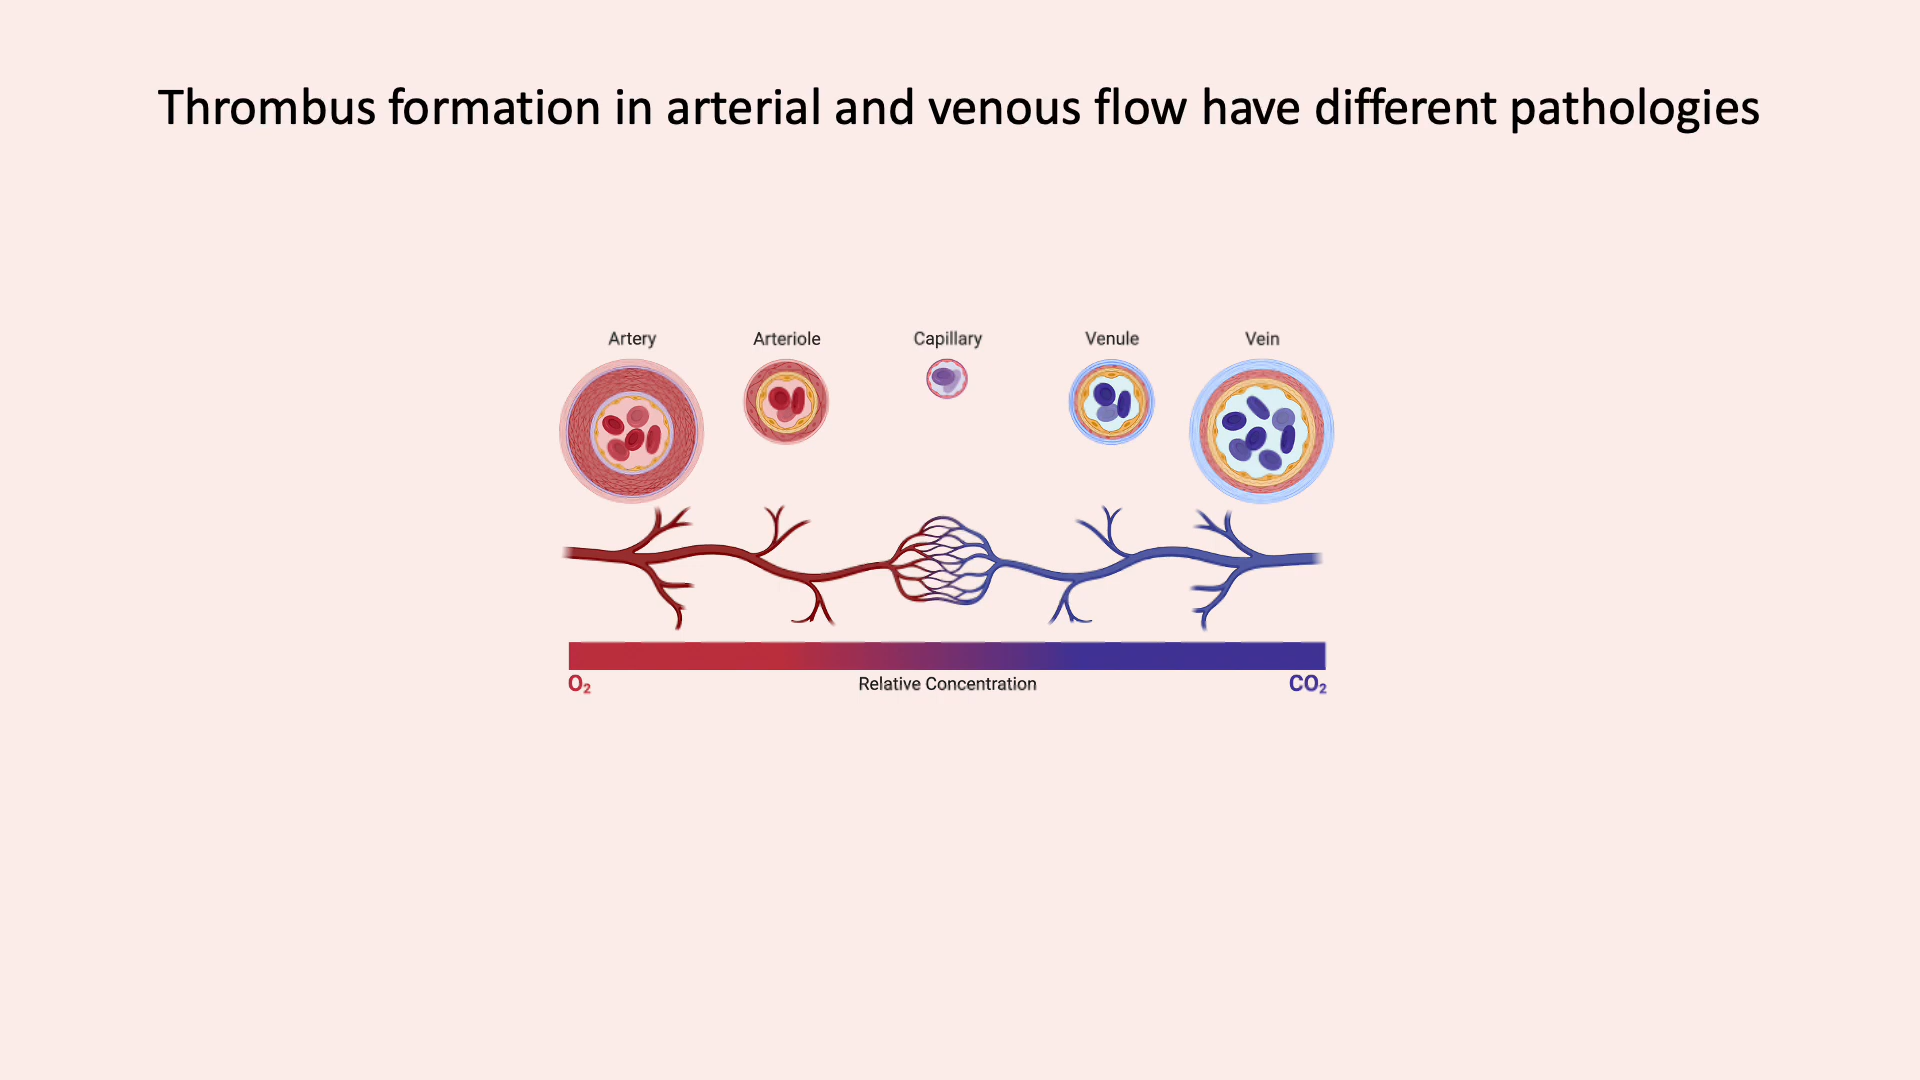 Thrombus formation in arterial and venous flow have different pathologies
Artery Arteriole Capillary Venule Vein
O₂ Relative Concentration CO₂